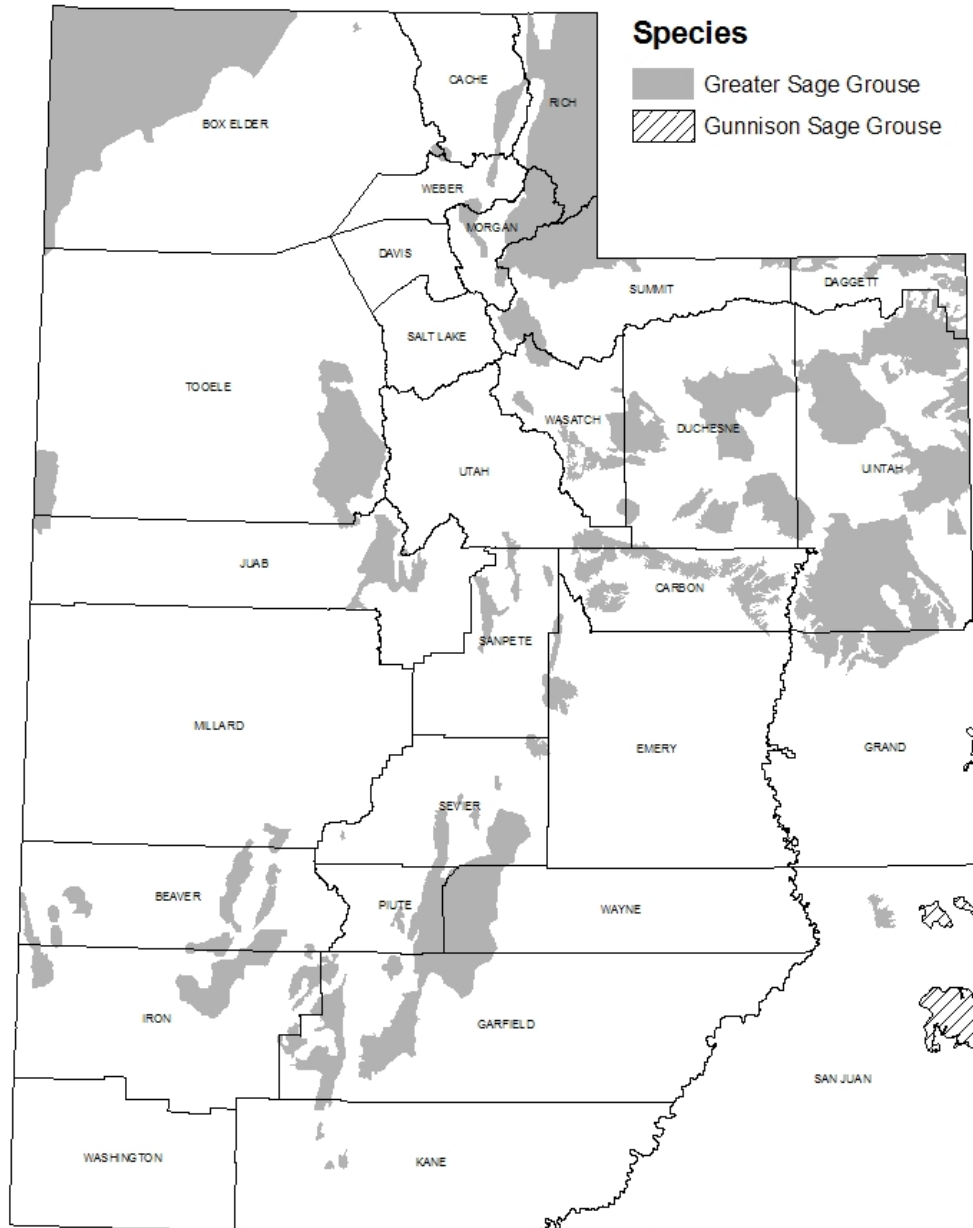 Species
Greater Sage Grouse
Gunnison Sage Grouse
CACHE
RICH
BOX ELDER
WEBER
MORGAN
DAVIS
SUMMIT
DAGGETT
SALT LAKE
TOOELE
WASATCH
DUCHESNE
UTAH
UINTAH
JUAB
CARBON
SANPETE
MILLARD
EMERY
GRAND
SEVIER
BEAVER
PIUTE
WAYNE
IRON
GARFIELD
SAN JUAN
WASHINGTON
KANE